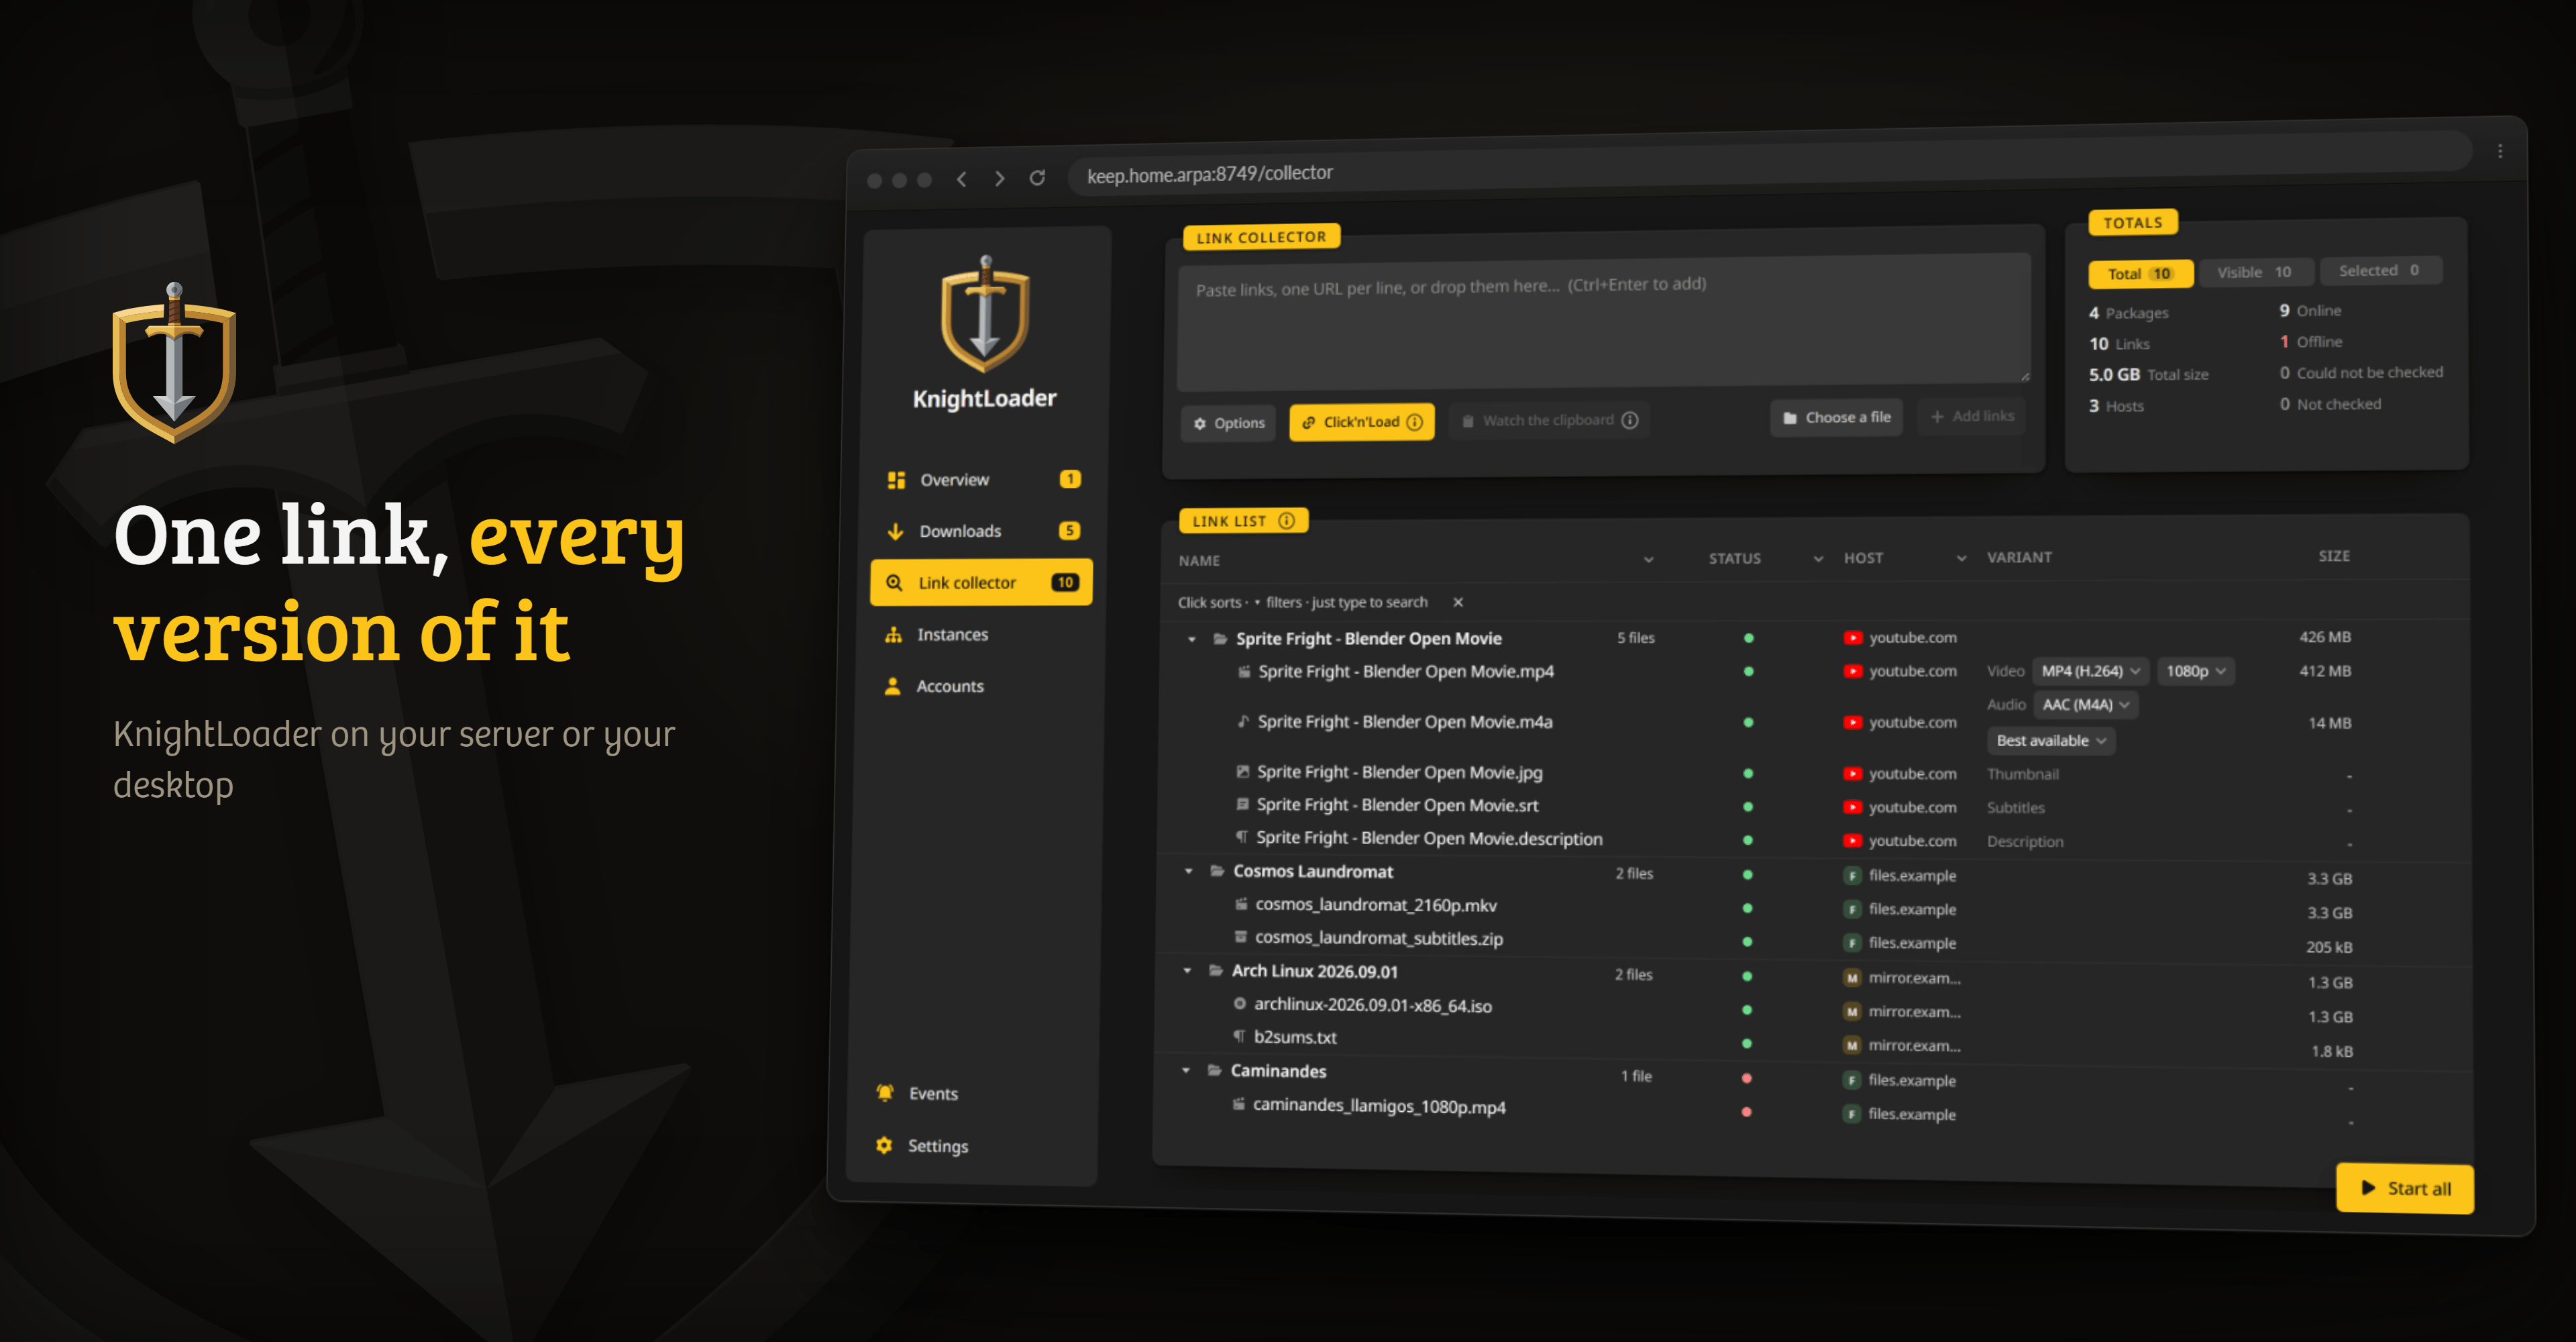 One link, every
version of it
KnightLoader on your server or your
desktop
keep.home.arpa:8749/collector
KnightLoader
Overview 1
Downloads 5
Link collector 10
Instances
Accounts
Events
Settings
LINK COLLECTOR
Paste links, one URL per line, or drop them here... (Ctrl+Enter to add)
Options Click'n'Load Watch the clipboard Choose a file Add links
TOTALS
Total 10 Visible 10 Selected 0
4 Packages 9 Online
10 Links 1 Offline
5.0 GB Total size 0 Could not be checked
3 Hosts 0 Not checked
LINK LIST
NAME STATUS HOST VARIANT SIZE
Click sorts · ▾ filters · just type to search ×
Sprite Fright - Blender Open Movie 5 files youtube.com 426 MB
Sprite Fright - Blender Open Movie.mp4 youtube.com Video MP4 (H.264) 1080p 412 MB
Sprite Fright - Blender Open Movie.m4a youtube.com Audio AAC (M4A) Best available 14 MB
Sprite Fright - Blender Open Movie.jpg youtube.com Thumbnail -
Sprite Fright - Blender Open Movie.srt youtube.com Subtitles -
Sprite Fright - Blender Open Movie.description youtube.com Description -
Cosmos Laundromat 2 files F files.example 3.3 GB
cosmos_laundromat_2160p.mkv F files.example 3.3 GB
cosmos_laundromat_subtitles.zip F files.example 205 kB
Arch Linux 2026.09.01 2 files M mirror.exam... 1.3 GB
archlinux-2026.09.01-x86_64.iso M mirror.exam... 1.3 GB
b2sums.txt M mirror.exam... 1.8 kB
Caminandes 1 file F files.example -
caminandes_llamigos_1080p.mp4 F files.example -
Start all